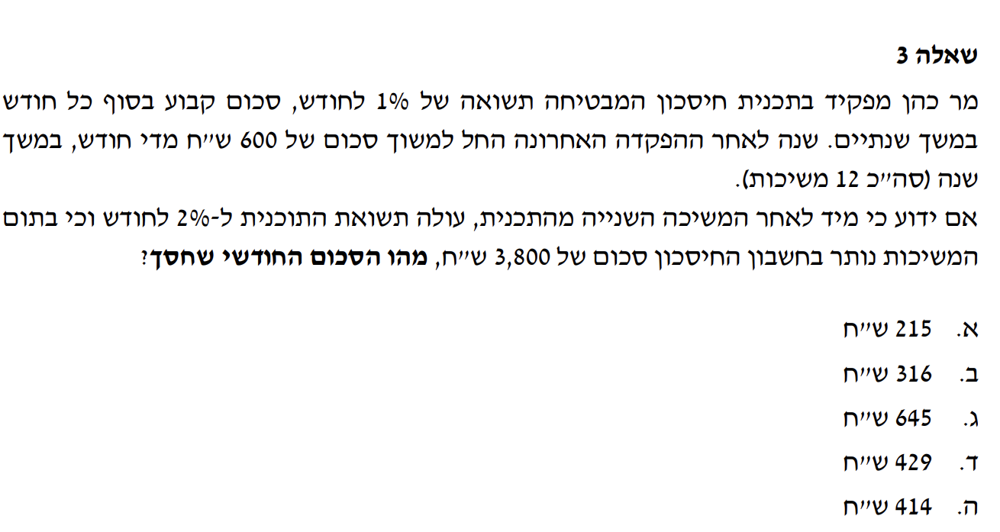 שאלה 3
מר כהן מפקיד בתכנית חיסכון המבטיחה תשואה של 1% לחודש, סכום קבוע בסוף כל חודש
במשך שנתיים. שנה לאחר ההפקדה האחרונה החל למשוך סכום של 600 ש״ח מדי חודש, במשך
שנה (סה״כ 12 משיכות).
אם ידוע כי מיד לאחר המשיכה השנייה מהתכנית, עולה תשואת התוכנית ל-2% לחודש וכי בתום
המשיכות נותר בחשבון החיסכון סכום של 3,800 ש״ח, מהו הסכום החודשי שחסך?
א. 215 ש״ח
ב. 316 ש״ח
ג. 645 ש״ח
ד. 429 ש״ח
ה. 414 ש״ח